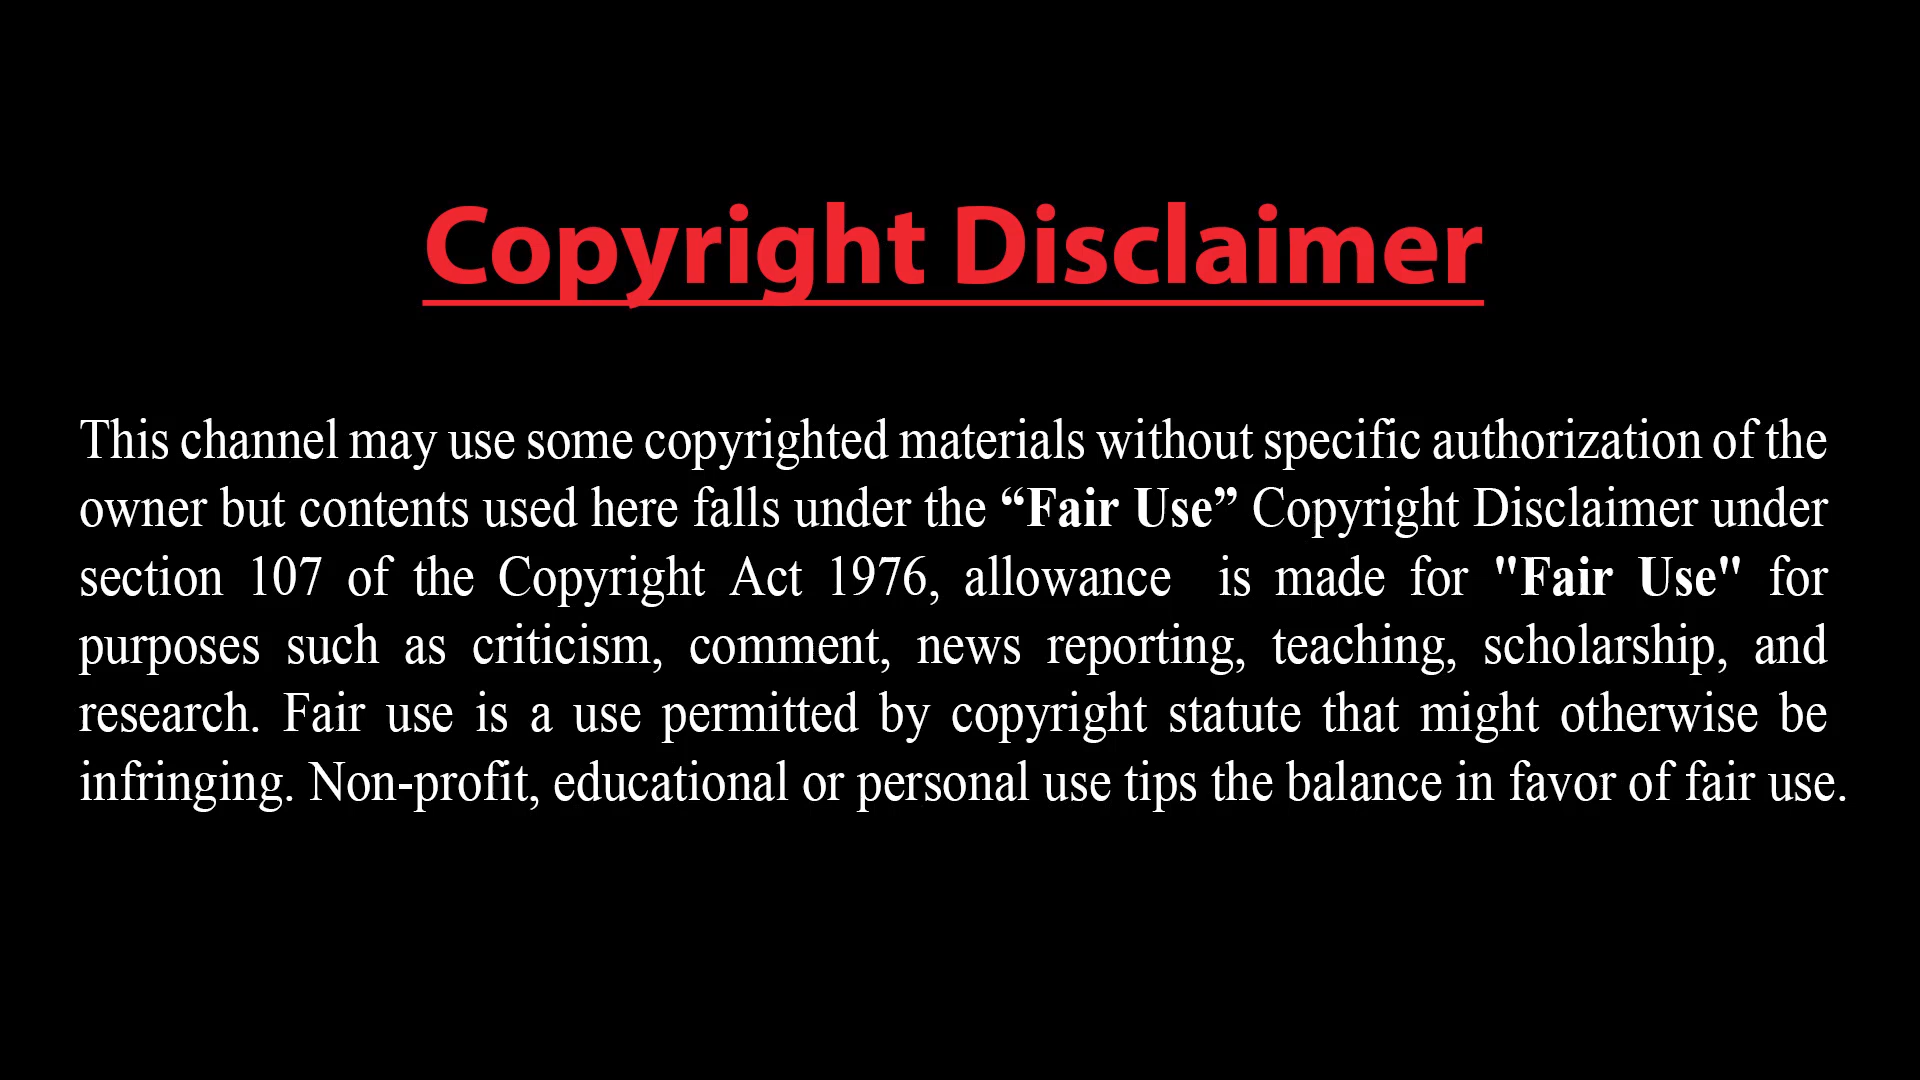 Copyright Disclaimer
This channel may use some copyrighted materials without specific authorization of the
owner but contents used here falls under the “Fair Use” Copyright Disclaimer under
section 107 of the Copyright Act 1976, allowance is made for "Fair Use" for
purposes such as criticism, comment, news reporting, teaching, scholarship, and
research. Fair use is a use permitted by copyright statute that might otherwise be
infringing. Non-profit, educational or personal use tips the balance in favor of fair use.